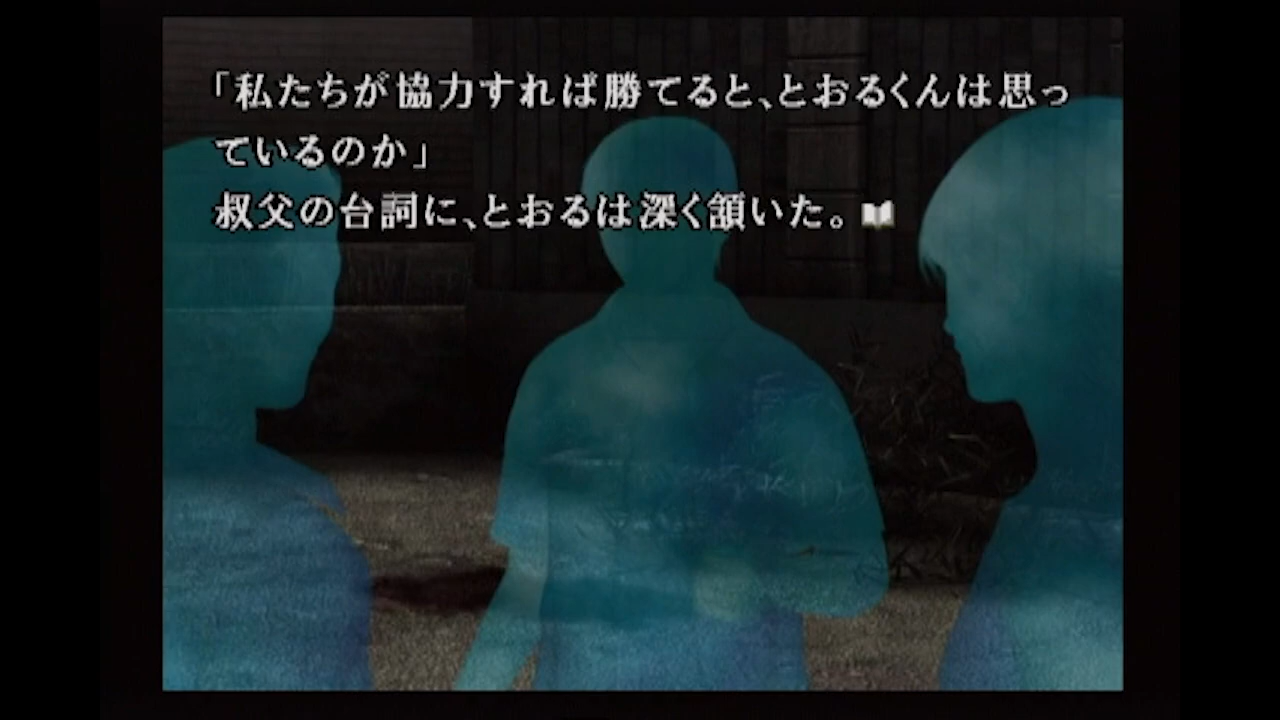 「私たちが協力すれば勝てると、とおるくんは思っ
ているのか」
叔父の台詞に、とおるは深く頷いた。